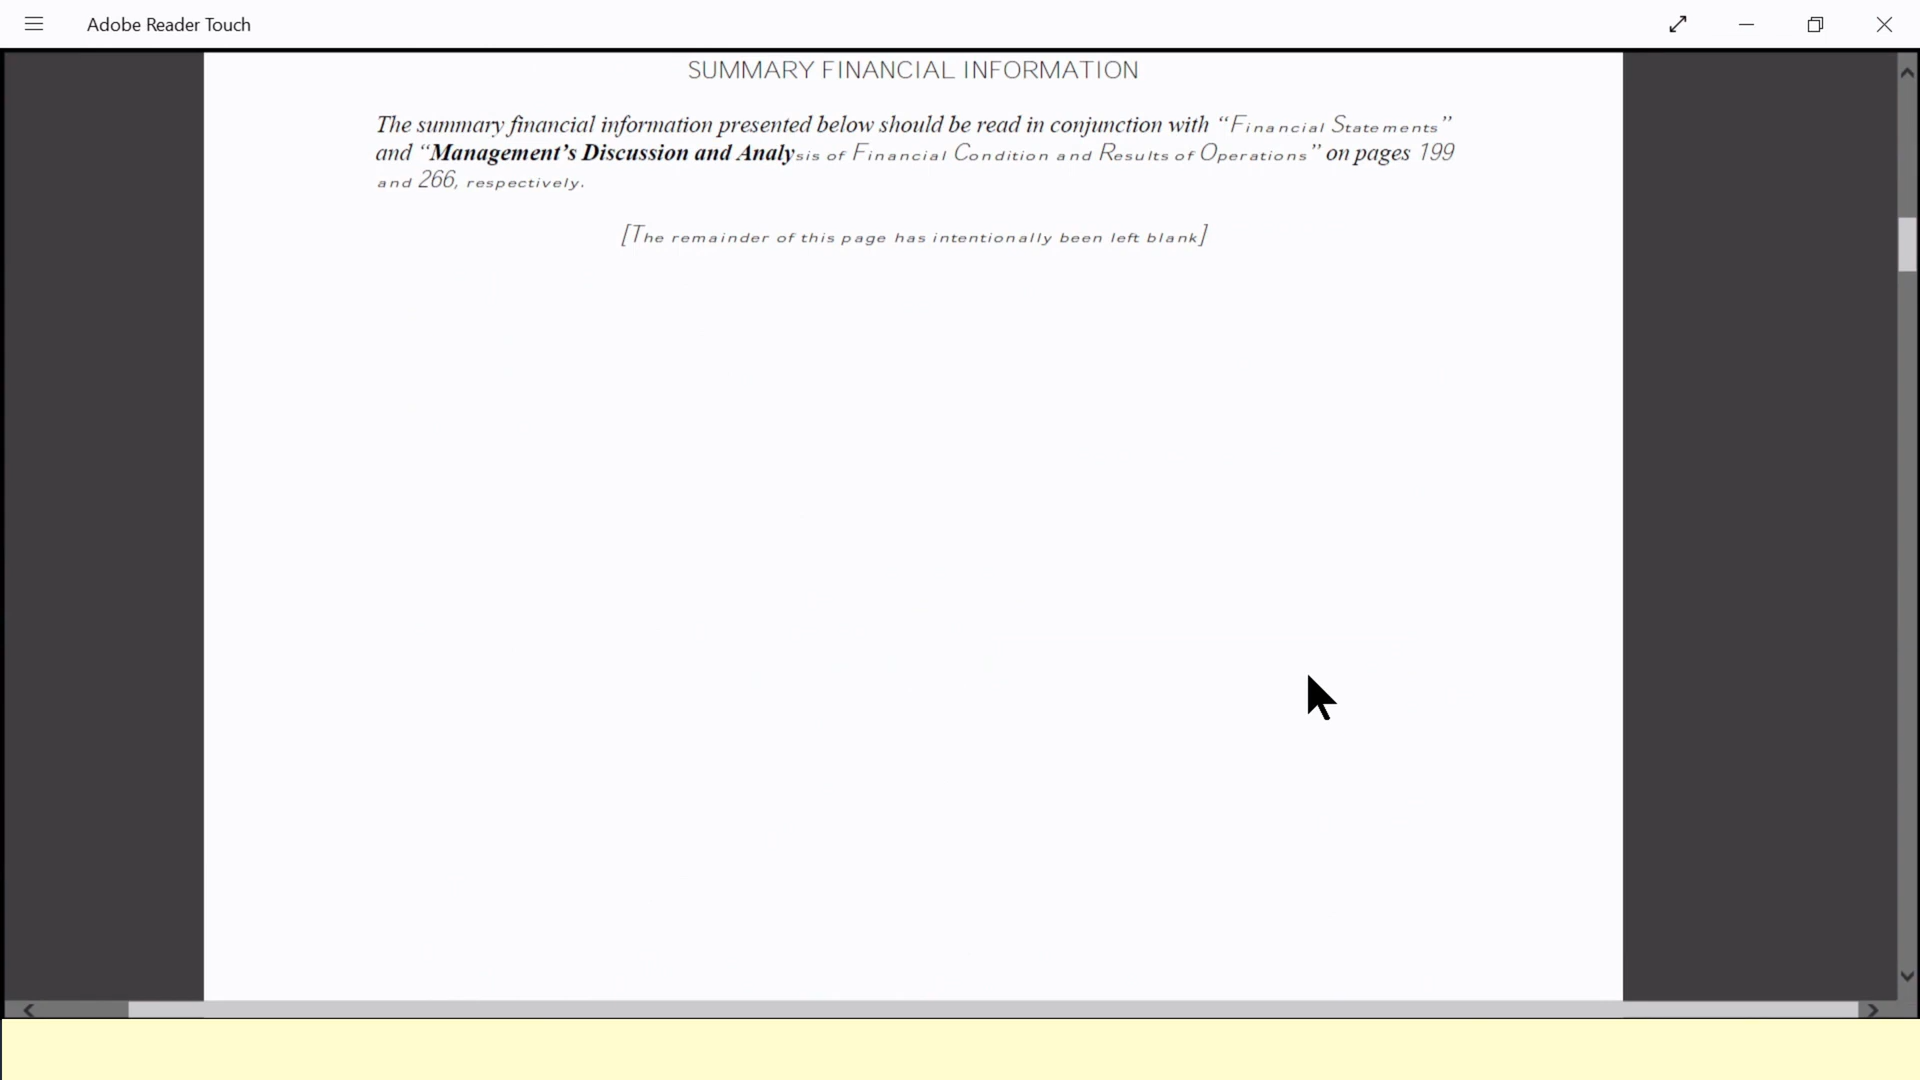 Adobe Reader Touch
SUMMARY FINANCIAL INFORMATION
The summary financial information presented below should be read in conjunction with “Financial Statements”
and “Management’s Discussion and Analysis of Financial Condition and Results of Operations” on pages 199
and 266, respectively.
[The remainder of this page has intentionally been left blank]